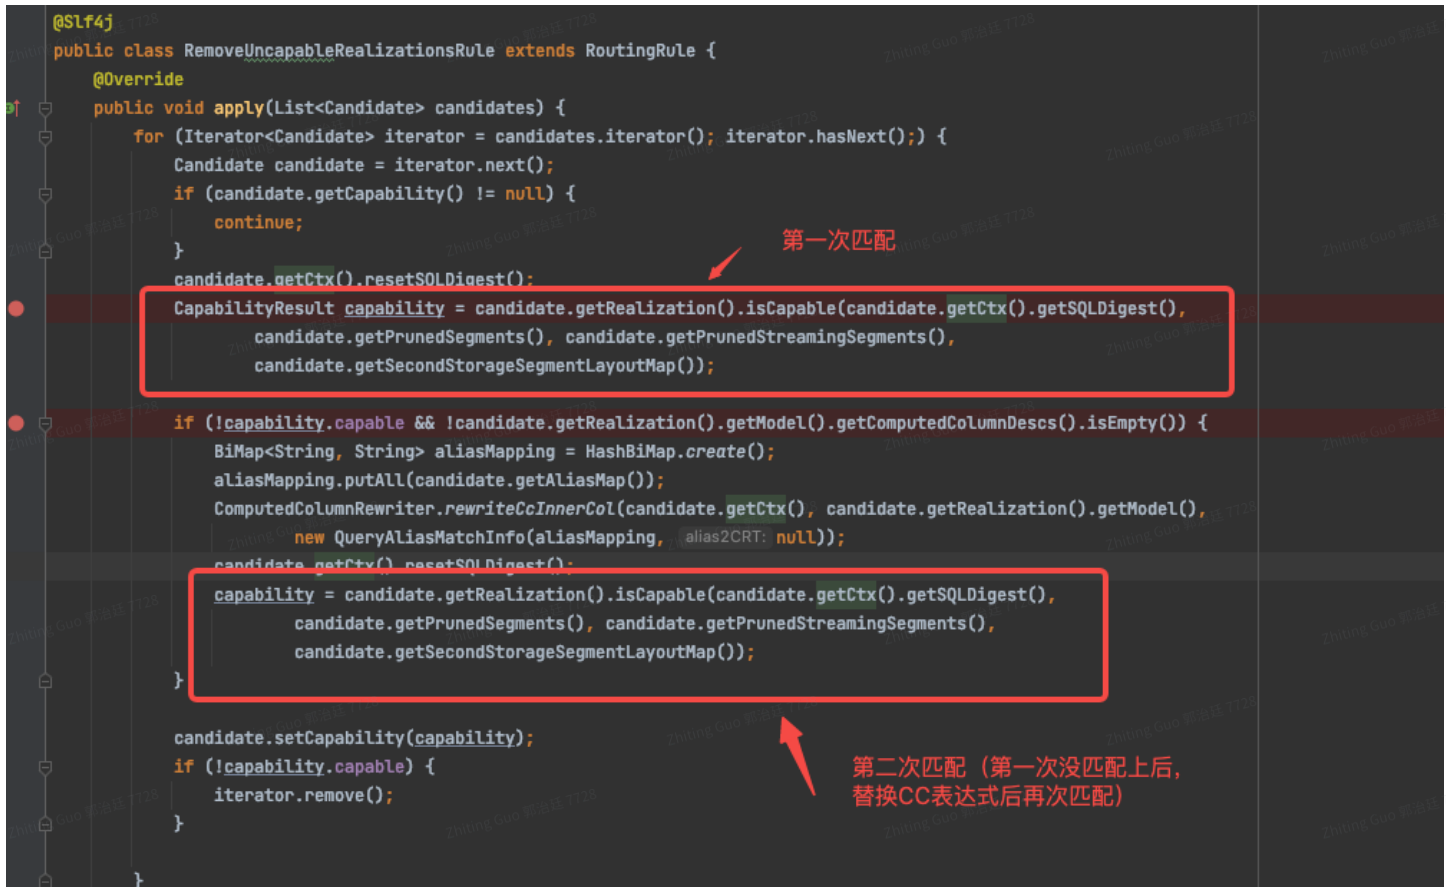 @Slf4j
public class RemoveUncapableRealizationsRule extends RoutingRule {
@Override
public void apply(List<Candidate> candidates) {
for (Iterator<Candidate> iterator = candidates.iterator(); iterator.hasNext();) {
Candidate candidate = iterator.next();
if (candidate.getCapability() != null) {
continue;
}
第一次匹配
candidate.getCtx().resetSQLDigest();
CapabilityResult capability = candidate.getRealization().isCapable(candidate.getCtx().getSQLDigest(),
candidate.getPrunedSegments(), candidate.getPrunedStreamingSegments(),
candidate.getSecondStorageSegmentLayoutMap());
if (!capability.capable && !candidate.getRealization().getModel().getComputedColumnDescs().isEmpty()) {
BiMap<String, String> aliasMapping = HashBiMap.create();
aliasMapping.putAll(candidate.getAliasMap());
ComputedColumnRewriter.rewriteCcInnerCol(candidate.getCtx(), candidate.getRealization().getModel(),
new QueryAliasMatchInfo(aliasMapping, alias2CRT: null));
candidate.getCtx().resetSQLDigest();
capability = candidate.getRealization().isCapable(candidate.getCtx().getSQLDigest(),
candidate.getPrunedSegments(), candidate.getPrunedStreamingSegments(),
candidate.getSecondStorageSegmentLayoutMap());
}
candidate.setCapability(capability);
if (!capability.capable) {
iterator.remove();
}
第二次匹配（第一次没匹配上后，
替换CC表达式后再次匹配）
}
Zhiting Guo 郭治廷 7728